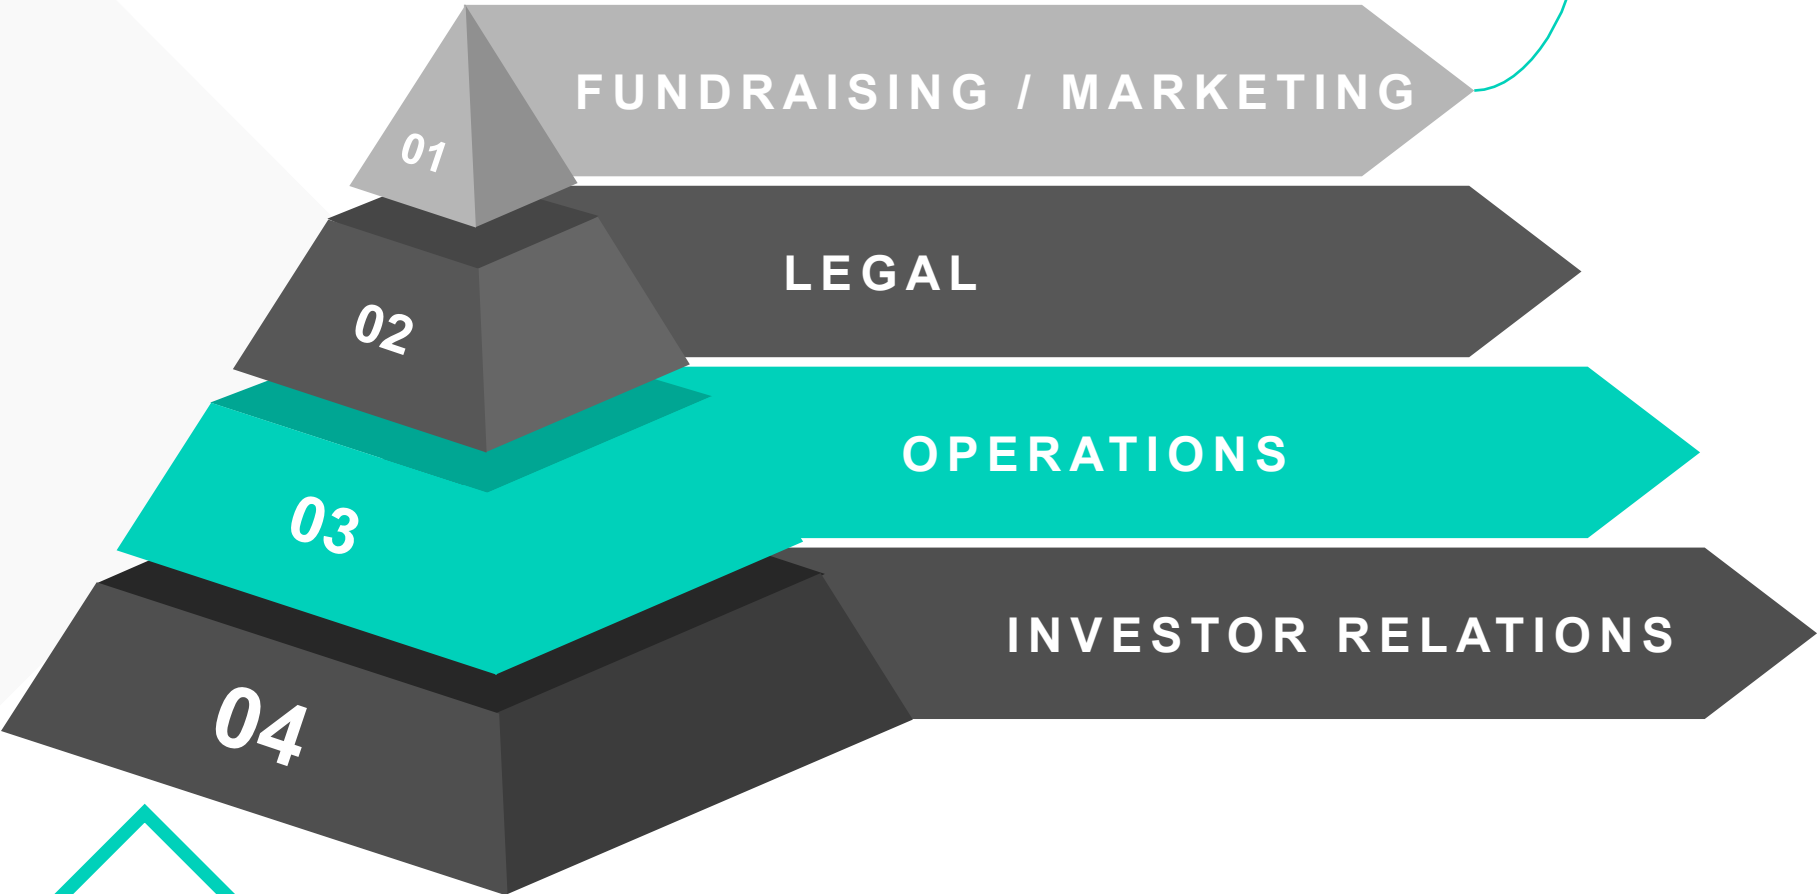 FUNDRAISING / MARKETING
01
LEGAL
02
OPERATIONS
03
INVESTOR RELATIONS
04